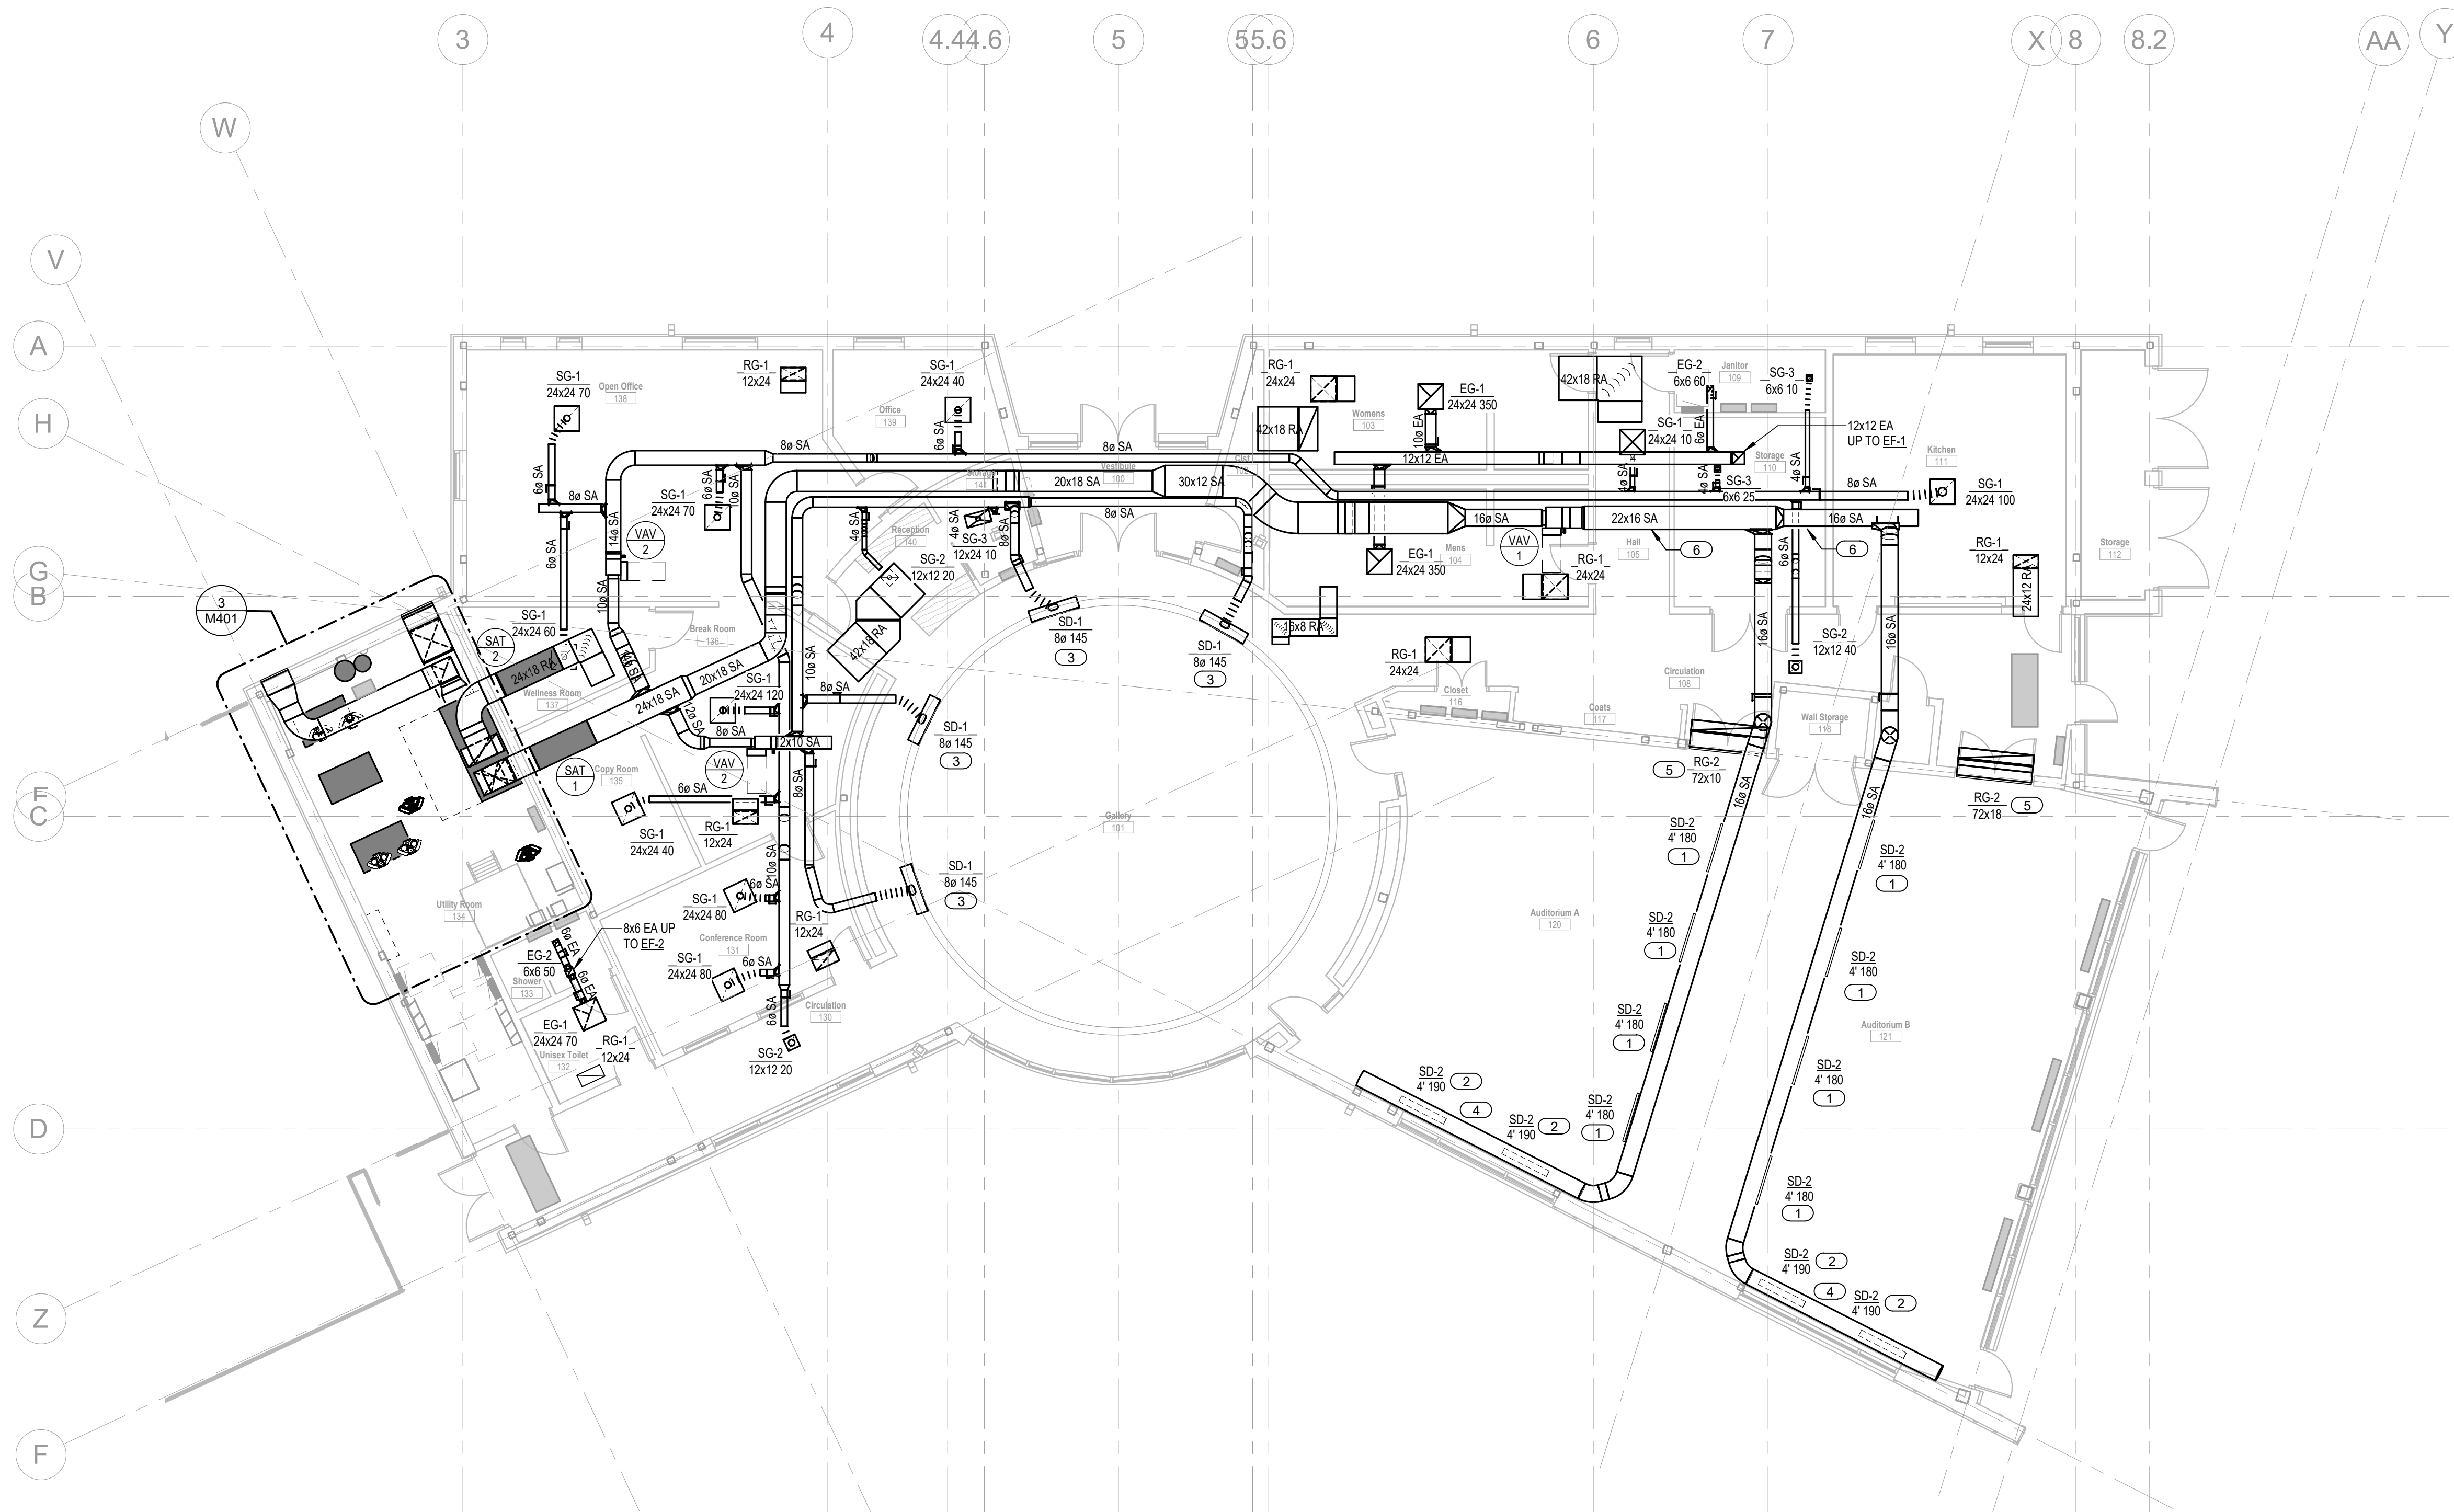 3
4
4.4
4.6
5
5
5.6
6
7
X
8
8.2
AA
Y
W
V
H
A
G
B
F
C
D
Z
F
3
M401
SG-1
24x24 70
Open Office
138
RG-1
12x24
SG-1
24x24 40
Office
139
6ø SA
8ø SA
8ø SA
6ø SA
8ø SA
SG-1
24x24 70
6ø SA
10ø SA
14ø SA
VAV
2
6ø SA
10ø SA
Storage
141
Vestibule
100
20x18 SA
30x12 SA
8ø SA
4ø SA
Reception
140
4ø SA
SG-3
12x24 10
8ø SA
SG-2
12x12 20
42x18 RA
SD-1
8ø 145
3
SD-1
8ø 145
3
RG-1
24x24
42x18 RA
Womens
103
10ø EA
EG-1
24x24 350
12x12 EA
42x18 RA
EG-2
6x6 60
Janitor
109
SG-3
6x6 10
SG-1
24x24 10
6ø EA
12x12 EA
UP TO EF-1
Storage
110
Kitchen
111
4ø SA
4ø SA
4ø SA
SG-3
6x6 25
8ø SA
SG-1
24x24 100
16ø SA
22x16 SA
16ø SA
VAV
1
6
6
EG-1
24x24 350
Mens
104
RG-1
24x24
Hall
105
6ø SA
RG-1
12x24
Storage
112
24x12 RA
16x8 RA
16ø SA
16ø SA
SG-2
12x12 40
RG-1
24x24
Closet
116
Coats
117
Circulation
108
Wall Storage
118
5
RG-2
72x10
RG-2
72x18
5
SG-1
24x24 60
SAT
2
24x18 RA
Break Room
136
14ø SA
Wellness Room
137
24x18 SA
20x18 SA
10ø SA
SG-1
24x24 120
8ø SA
12ø SA
8ø SA
SD-1
8ø 145
3
SAT
1
Copy Room
135
VAV
2
8ø SA
6ø SA
SG-1
24x24 40
RG-1
12x24
Gallery
101
10ø SA
SD-1
8ø 145
3
6ø SA
SG-1
24x24 80
RG-1
12x24
Utility Room
134
8x6 EA UP
TO EF-2
6ø EA
EG-2
6x6 50
6ø EA
Shower
133
Conference Room
131
SG-1
24x24 80
6ø SA
6ø SA
Circulation
130
EG-1
24x24 70
RG-1
12x24
Unisex Toilet
132
SG-2
12x12 20
16ø SA
16ø SA
SD-2
4' 180
1
SD-2
4' 180
1
Auditorium A
120
SD-2
4' 180
1
SD-2
4' 180
1
SD-2
4' 180
1
Auditorium B
121
SD-2
4' 180
1
SD-2
4' 190
2
4
SD-2
4' 190
2
SD-2
4' 180
1
SD-2
4' 180
1
SD-2
4' 190
2
4
SD-2
4' 190
2